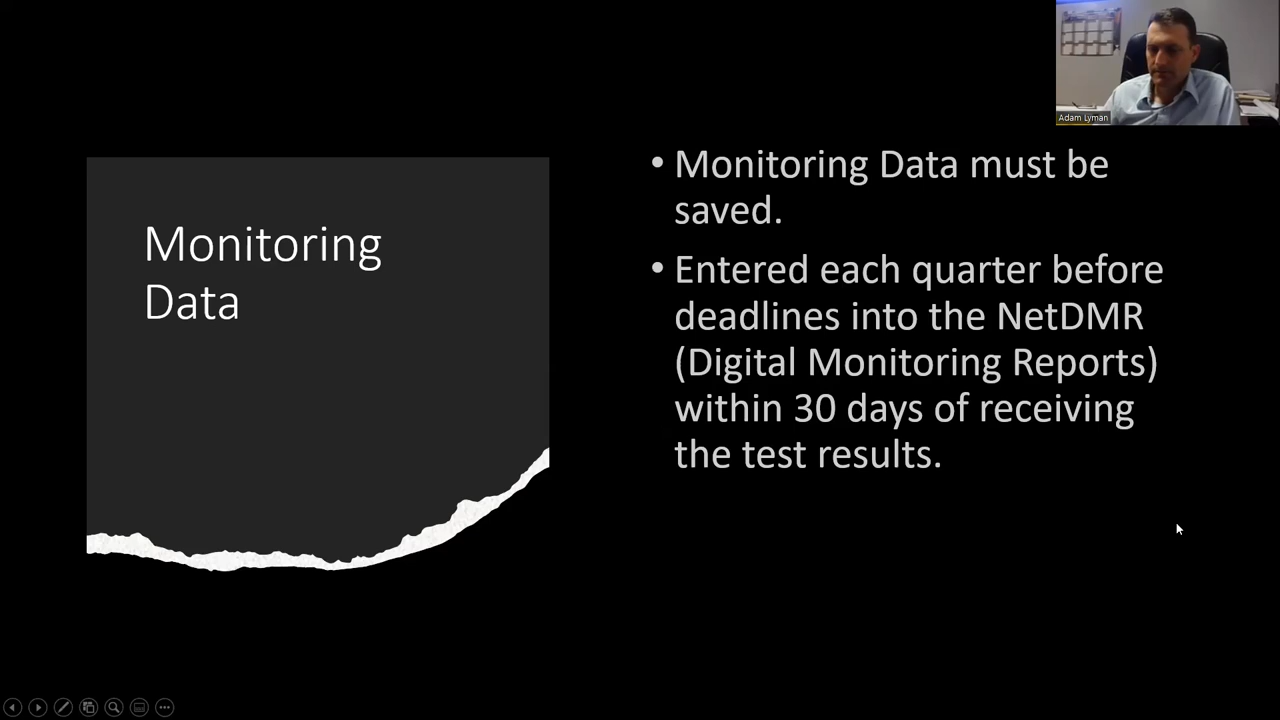 Adam Lyman
Monitoring
Data
• Monitoring Data must be
saved.
• Entered each quarter before
deadlines into the NetDMR
(Digital Monitoring Reports)
within 30 days of receiving
the test results.